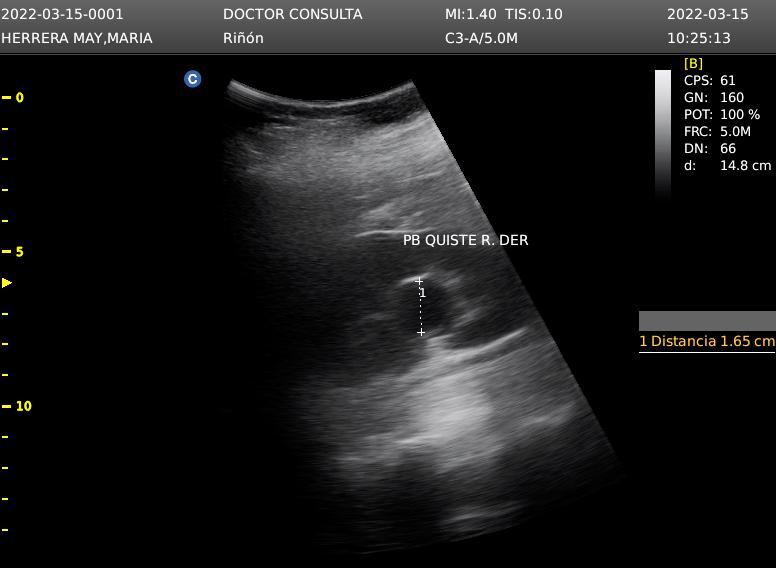 2022-03-15-0001 DOCTOR CONSULTA MI:1.40 TIS:0.10 2022-03-15
HERRERA MAY,MARIA Riñón C3-A/5.0M 10:25:13
C
[B]
CPS: 61
GN: 160
POT: 100 %
FRC: 5.0M
DN: 66
d: 14.8 cm
0
5
10
PB QUISTE R. DER
1
1 Distancia 1.65 cm